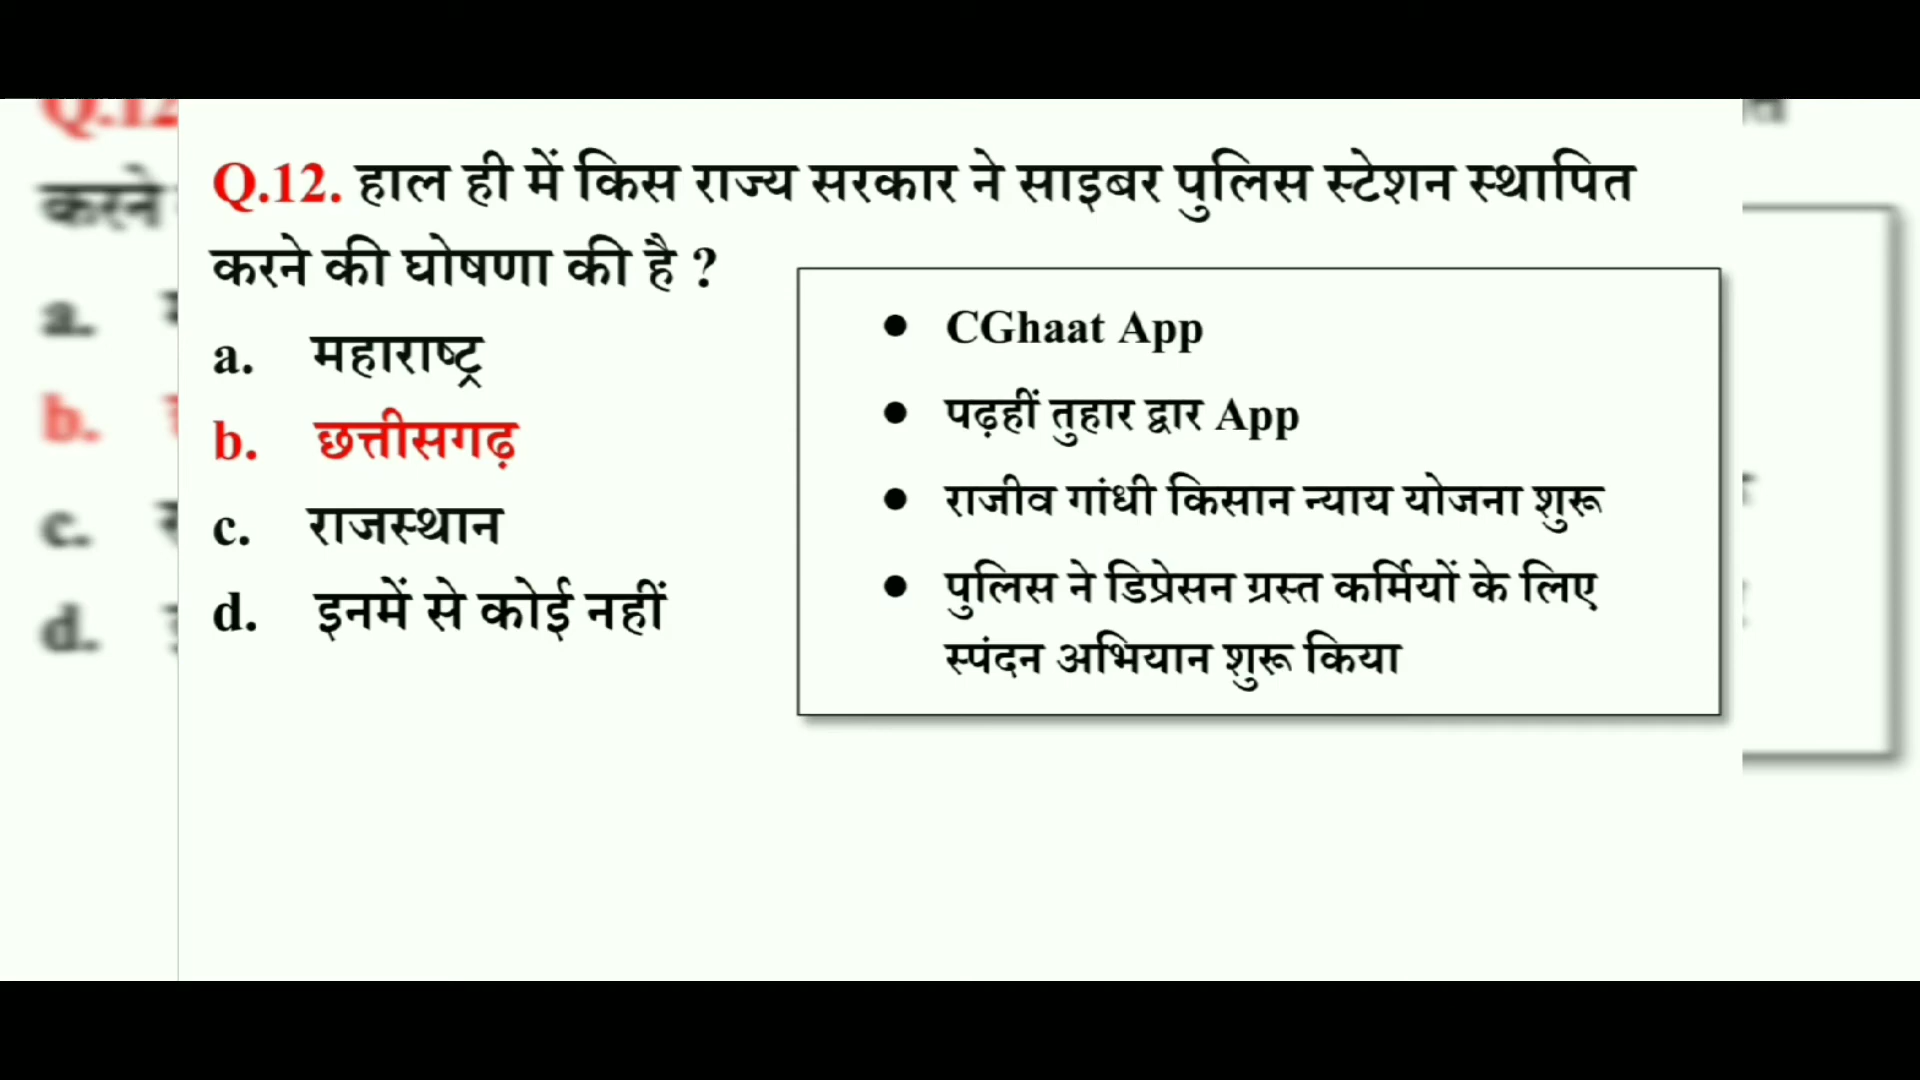 Q.12. हाल ही में किस राज्य सरकार ने साइबर पुलिस स्टेशन स्थापित
करने की घोषणा की है ?
a. महाराष्ट्र
b. छत्तीसगढ़
c. राजस्थान
d. इनमें से कोई नहीं
● CGhaat App
● पढ़हीं तुहार द्वार App
● राजीव गांधी किसान न्याय योजना शुरू
● पुलिस ने डिप्रेसन ग्रस्त कर्मियों के लिए
स्पंदन अभियान शुरू किया